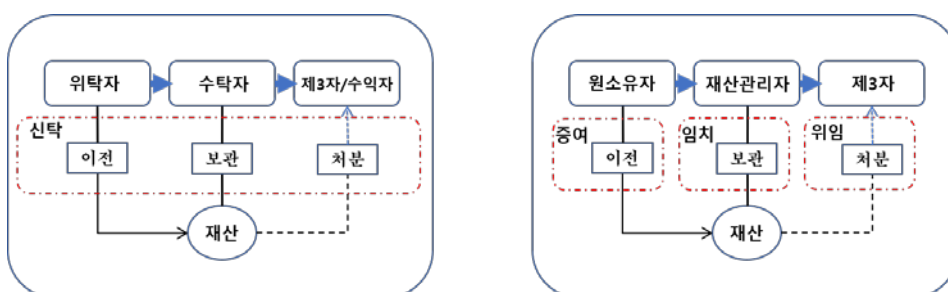 위탁자 수탁자 제3자/수익자
신탁
이전 보관 처분
재산
원소유자 재산관리자 제3자
증여 임치 위임
이전 보관 처분
재산